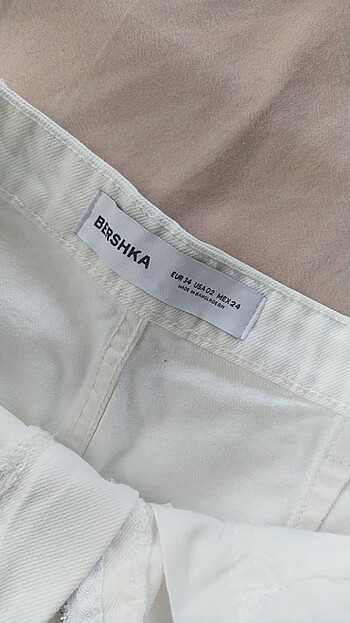 BERSHKA
EUR 34 USA 02 MEX 24
MADE IN BANGLADESH